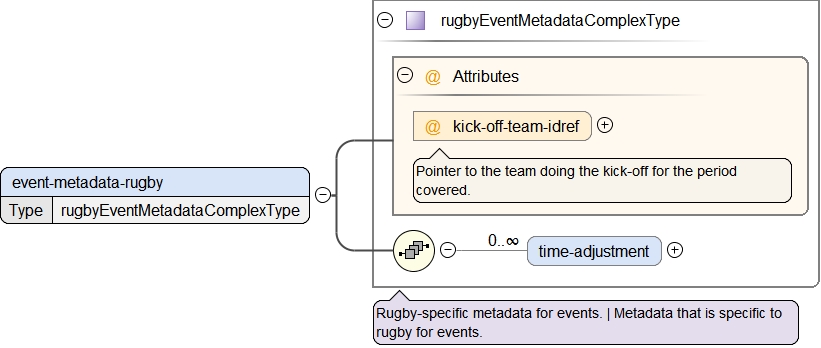 rugbyEventMetadataComplexType
@ Attributes
@ kick-off-team-idref
Pointer to the team doing the kick-off for the period
covered.
event-metadata-rugby
Type rugbyEventMetadataComplexType
0..∞
time-adjustment
Rugby-specific metadata for events. | Metadata that is specific to
rugby for events.